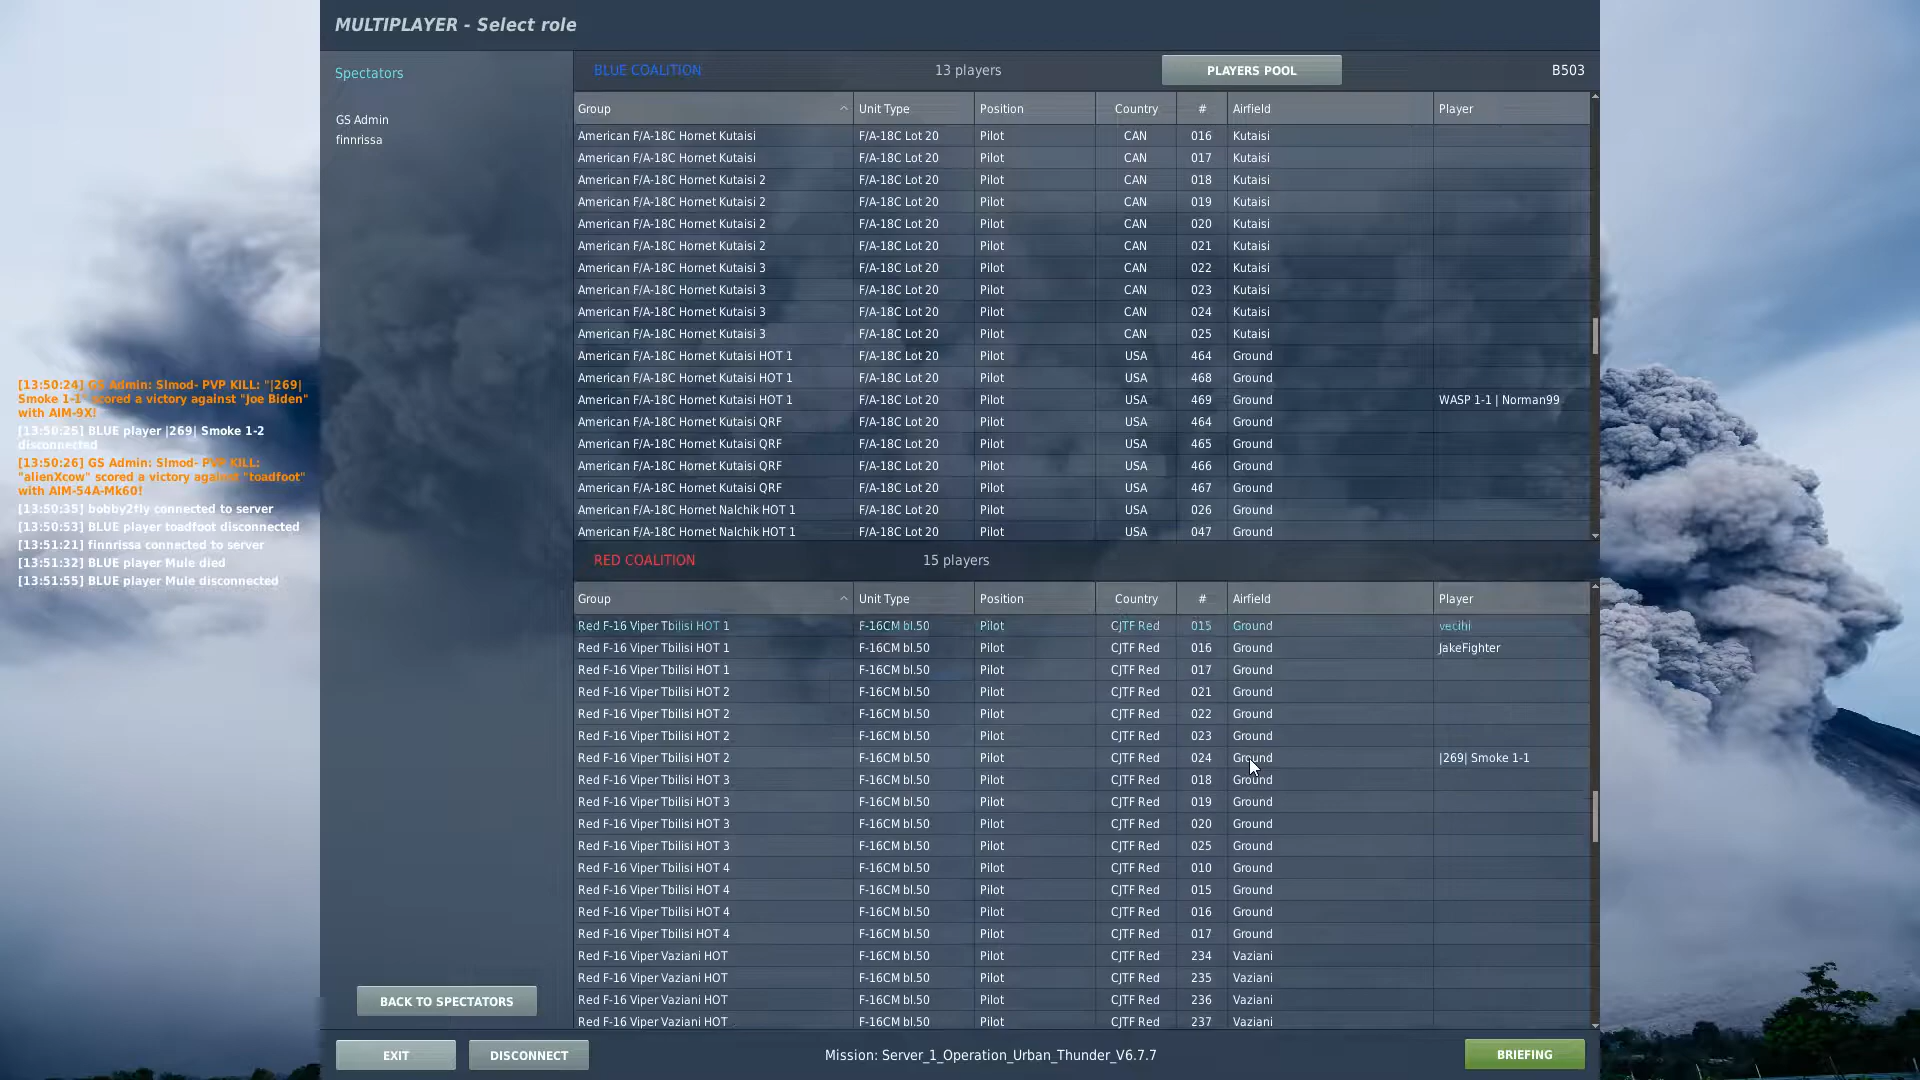 MULTIPLAYER - Select role
Spectators
GS Admin
finnrissa
BLUE COALITION 13 players PLAYERS POOL B503
Group Unit Type Position Country # Airfield Player
American F/A-18C Hornet Kutaisi F/A-18C Lot 20 Pilot CAN 016 Kutaisi
American F/A-18C Hornet Kutaisi F/A-18C Lot 20 Pilot CAN 017 Kutaisi
American F/A-18C Hornet Kutaisi 2 F/A-18C Lot 20 Pilot CAN 018 Kutaisi
American F/A-18C Hornet Kutaisi 2 F/A-18C Lot 20 Pilot CAN 019 Kutaisi
American F/A-18C Hornet Kutaisi 2 F/A-18C Lot 20 Pilot CAN 020 Kutaisi
American F/A-18C Hornet Kutaisi 2 F/A-18C Lot 20 Pilot CAN 021 Kutaisi
American F/A-18C Hornet Kutaisi 3 F/A-18C Lot 20 Pilot CAN 022 Kutaisi
American F/A-18C Hornet Kutaisi 3 F/A-18C Lot 20 Pilot CAN 023 Kutaisi
American F/A-18C Hornet Kutaisi 3 F/A-18C Lot 20 Pilot CAN 024 Kutaisi
American F/A-18C Hornet Kutaisi 3 F/A-18C Lot 20 Pilot CAN 025 Kutaisi
American F/A-18C Hornet Kutaisi HOT 1 F/A-18C Lot 20 Pilot USA 464 Ground
American F/A-18C Hornet Kutaisi HOT 1 F/A-18C Lot 20 Pilot USA 468 Ground
American F/A-18C Hornet Kutaisi HOT 1 F/A-18C Lot 20 Pilot USA 469 Ground WASP 1-1 | Norman99
American F/A-18C Hornet Kutaisi QRF F/A-18C Lot 20 Pilot USA 464 Ground
American F/A-18C Hornet Kutaisi QRF F/A-18C Lot 20 Pilot USA 465 Ground
American F/A-18C Hornet Kutaisi QRF F/A-18C Lot 20 Pilot USA 466 Ground
American F/A-18C Hornet Kutaisi QRF F/A-18C Lot 20 Pilot USA 467 Ground
American F/A-18C Hornet Nalchik HOT 1 F/A-18C Lot 20 Pilot USA 026 Ground
American F/A-18C Hornet Nalchik HOT 1 F/A-18C Lot 20 Pilot USA 047 Ground
[13:50:24] GS Admin: Slmod- PVP KILL: "|269|
Smoke 1-1" scored a victory against "Joe Biden"
with AIM-9X!
[13:50:25] BLUE player |269| Smoke 1-2
disconnected
[13:50:26] GS Admin: Slmod- PVP KILL:
"alienXcow" scored a victory against "toadfoot"
with AIM-54A-Mk60!
[13:50:35] bobby2fly connected to server
[13:50:53] BLUE player toadfoot disconnected
[13:51:21] finnrissa connected to server
[13:51:32] BLUE player Mule died
[13:51:55] BLUE player Mule disconnected
RED COALITION 15 players
Group Unit Type Position Country # Airfield Player
Red F-16 Viper Tbilisi HOT 1 F-16CM bl.50 Pilot CJTF Red 015 Ground vecihi
Red F-16 Viper Tbilisi HOT 1 F-16CM bl.50 Pilot CJTF Red 016 Ground JakeFighter
Red F-16 Viper Tbilisi HOT 1 F-16CM bl.50 Pilot CJTF Red 017 Ground
Red F-16 Viper Tbilisi HOT 2 F-16CM bl.50 Pilot CJTF Red 021 Ground
Red F-16 Viper Tbilisi HOT 2 F-16CM bl.50 Pilot CJTF Red 022 Ground
Red F-16 Viper Tbilisi HOT 2 F-16CM bl.50 Pilot CJTF Red 023 Ground
Red F-16 Viper Tbilisi HOT 2 F-16CM bl.50 Pilot CJTF Red 024 Ground |269| Smoke 1-1
Red F-16 Viper Tbilisi HOT 3 F-16CM bl.50 Pilot CJTF Red 018 Ground
Red F-16 Viper Tbilisi HOT 3 F-16CM bl.50 Pilot CJTF Red 019 Ground
Red F-16 Viper Tbilisi HOT 3 F-16CM bl.50 Pilot CJTF Red 020 Ground
Red F-16 Viper Tbilisi HOT 3 F-16CM bl.50 Pilot CJTF Red 025 Ground
Red F-16 Viper Tbilisi HOT 4 F-16CM bl.50 Pilot CJTF Red 010 Ground
Red F-16 Viper Tbilisi HOT 4 F-16CM bl.50 Pilot CJTF Red 015 Ground
Red F-16 Viper Tbilisi HOT 4 F-16CM bl.50 Pilot CJTF Red 016 Ground
Red F-16 Viper Tbilisi HOT 4 F-16CM bl.50 Pilot CJTF Red 017 Ground
Red F-16 Viper Vaziani HOT F-16CM bl.50 Pilot CJTF Red 234 Vaziani
Red F-16 Viper Vaziani HOT F-16CM bl.50 Pilot CJTF Red 235 Vaziani
Red F-16 Viper Vaziani HOT F-16CM bl.50 Pilot CJTF Red 236 Vaziani
Red F-16 Viper Vaziani HOT F-16CM bl.50 Pilot CJTF Red 237 Vaziani
BACK TO SPECTATORS
EXIT DISCONNECT Mission: Server_1_Operation_Urban_Thunder_V6.7.7 BRIEFING